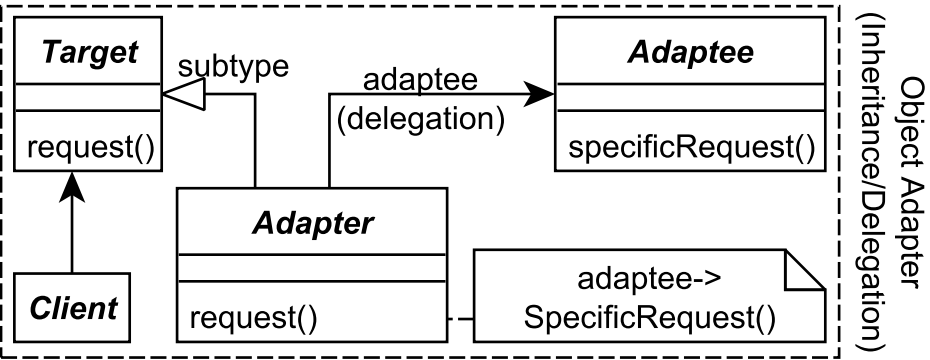 Target
request()
subtype
adaptee
(delegation)
Adaptee
specificRequest()
Adapter
request()
Client
adaptee->
SpecificRequest()
Object Adapter
(Inheritance/Delegation)